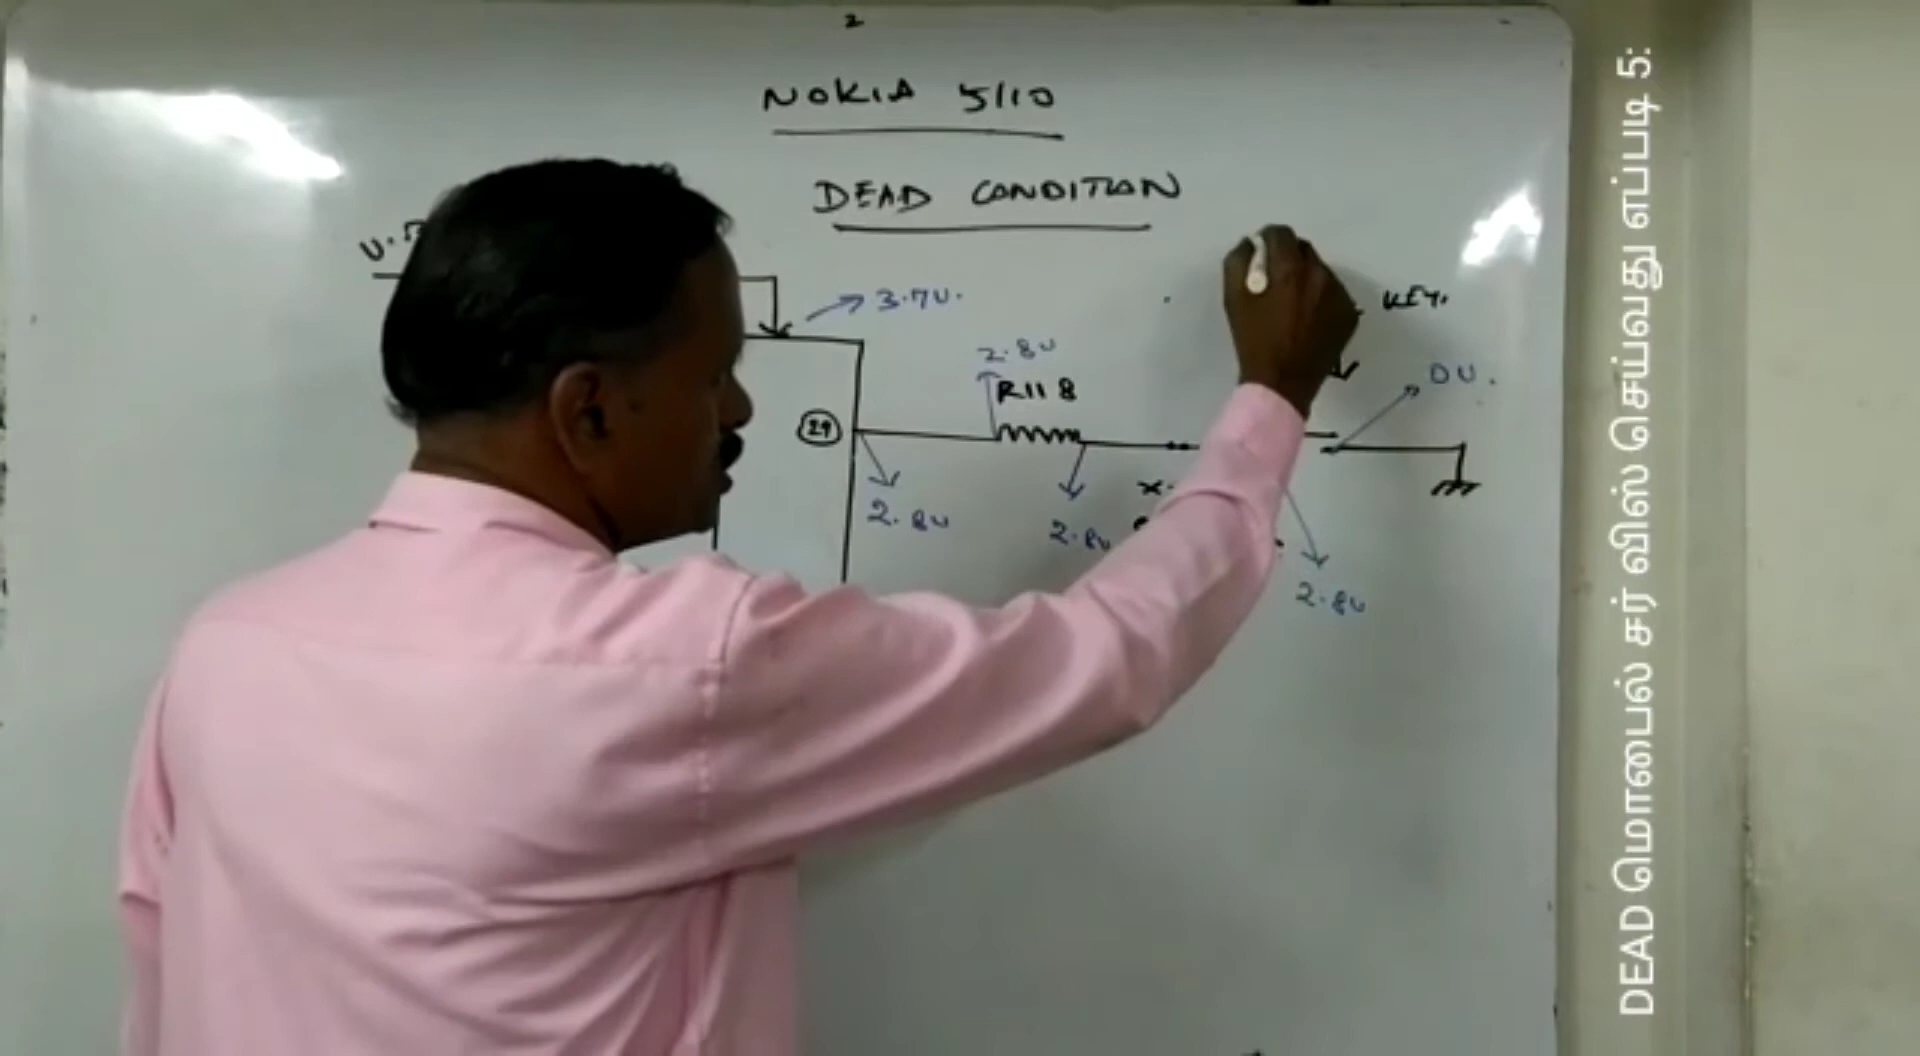 2
NOKIA 5110
DEAD CONDITION
3.7V.
KEY.
2.8V
R118
0V.
29
2.8V
2.8V
X.
2.8V
DEAD மொபைல் சர் விஸ் செய்வது எப்படி 5: